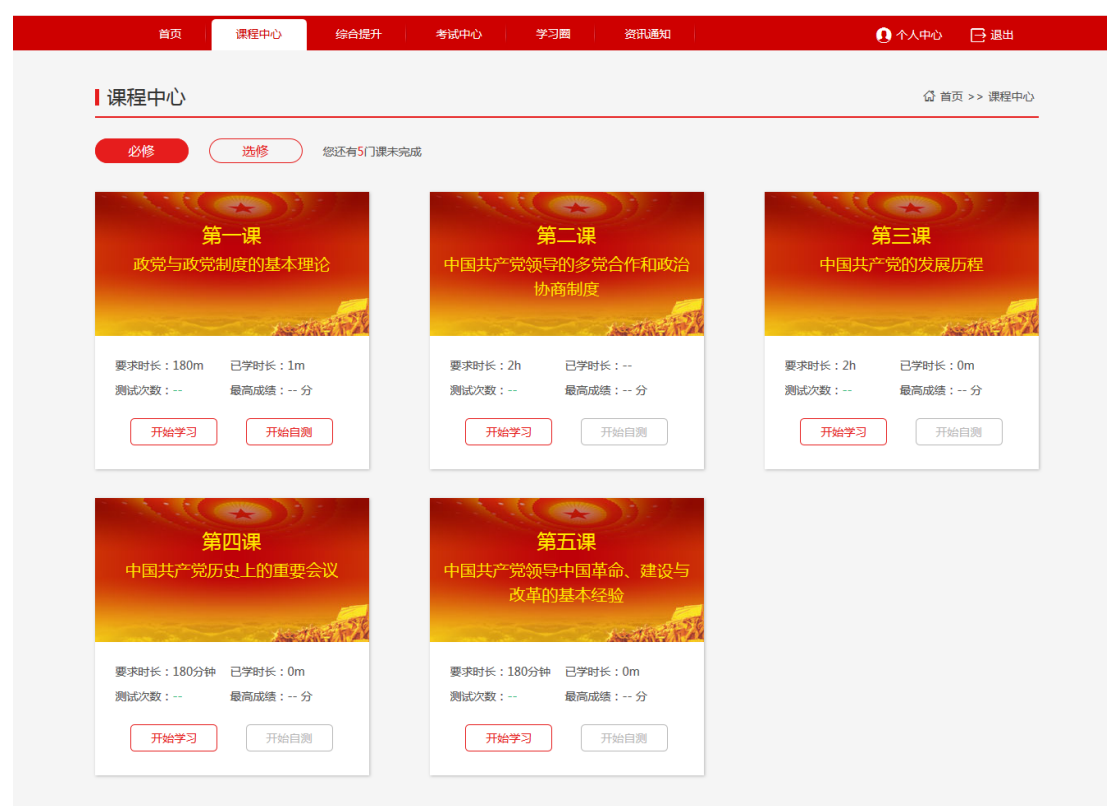 首页 课程中心 综合提升 考试中心 学习圈 资讯通知 个人中心 退出
课程中心
首页 >> 课程中心
必修 选修 您还有5门课未完成
第一课
政党与政党制度的基本理论
要求时长：180m 已学时长：1m
测试次数：-- 最高成绩：-- 分
开始学习 开始自测
第二课
中国共产党领导的多党合作和政治
协商制度
要求时长：2h 已学时长：--
测试次数：-- 最高成绩：-- 分
开始学习 开始自测
第三课
中国共产党的发展历程
要求时长：2h 已学时长：0m
测试次数：-- 最高成绩：-- 分
开始学习 开始自测
第四课
中国共产党历史上的重要会议
要求时长：180分钟 已学时长：0m
测试次数：-- 最高成绩：-- 分
开始学习 开始自测
第五课
中国共产党领导中国革命、建设与
改革的基本经验
要求时长：180分钟 已学时长：0m
测试次数：-- 最高成绩：-- 分
开始学习 开始自测